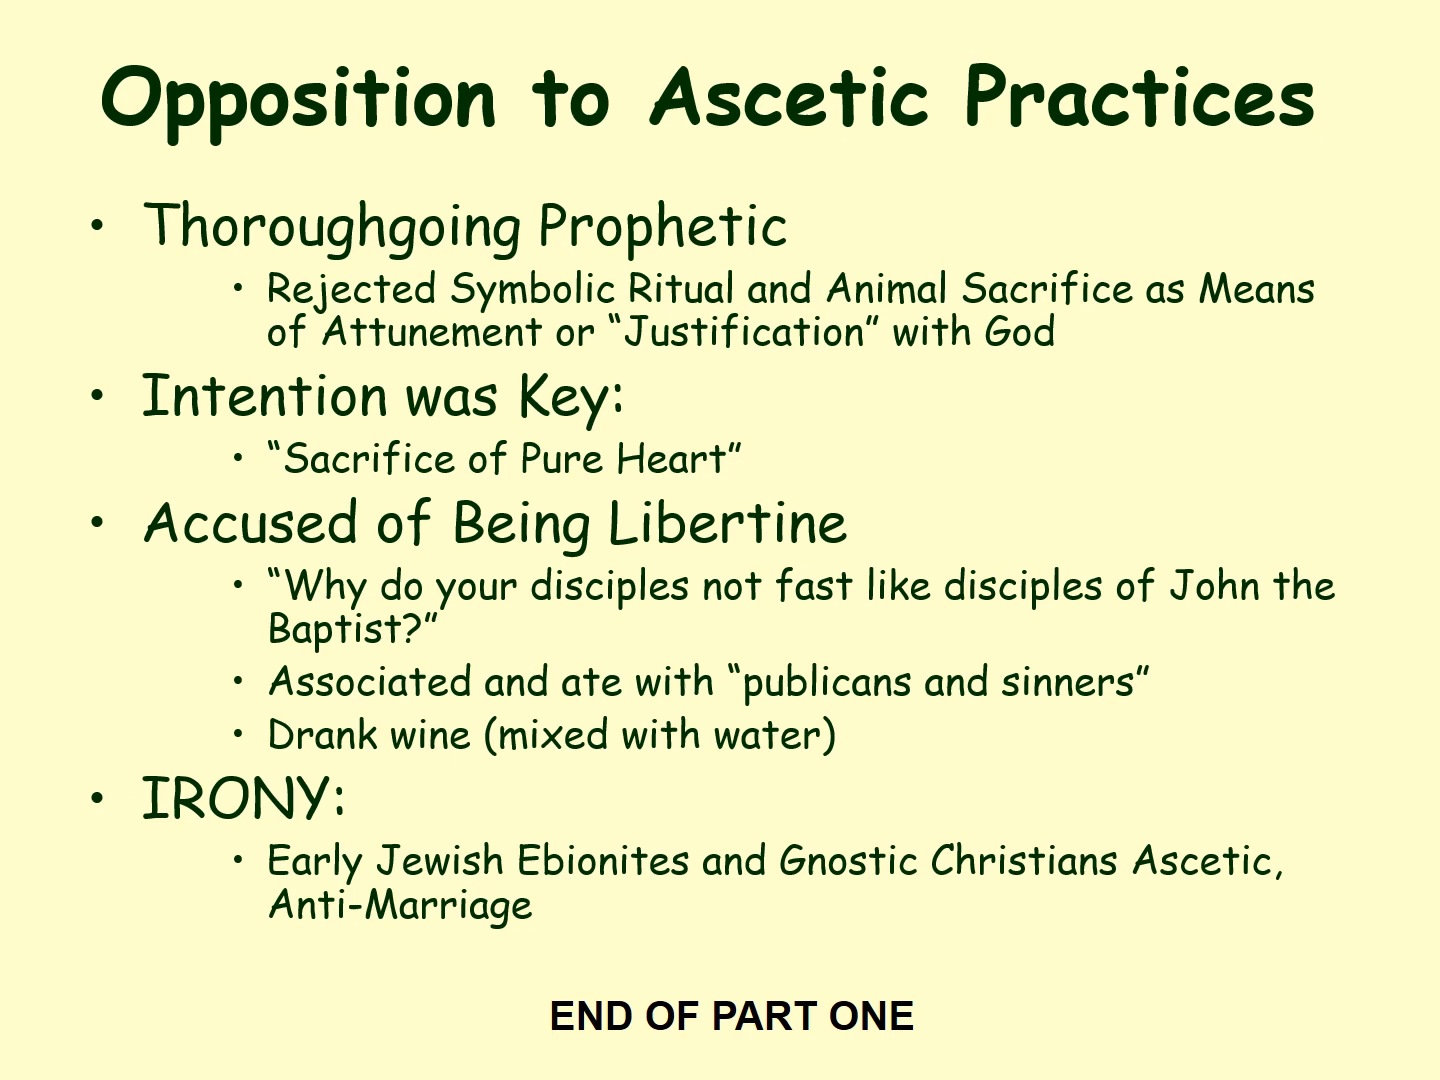 Opposition to Ascetic Practices
• Thoroughgoing Prophetic
• Rejected Symbolic Ritual and Animal Sacrifice as Means
of Attunement or “Justification” with God
• Intention was Key:
• “Sacrifice of Pure Heart”
• Accused of Being Libertine
• “Why do your disciples not fast like disciples of John the
Baptist?”
• Associated and ate with “publicans and sinners”
• Drank wine (mixed with water)
• IRONY:
• Early Jewish Ebionites and Gnostic Christians Ascetic,
Anti-Marriage
END OF PART ONE